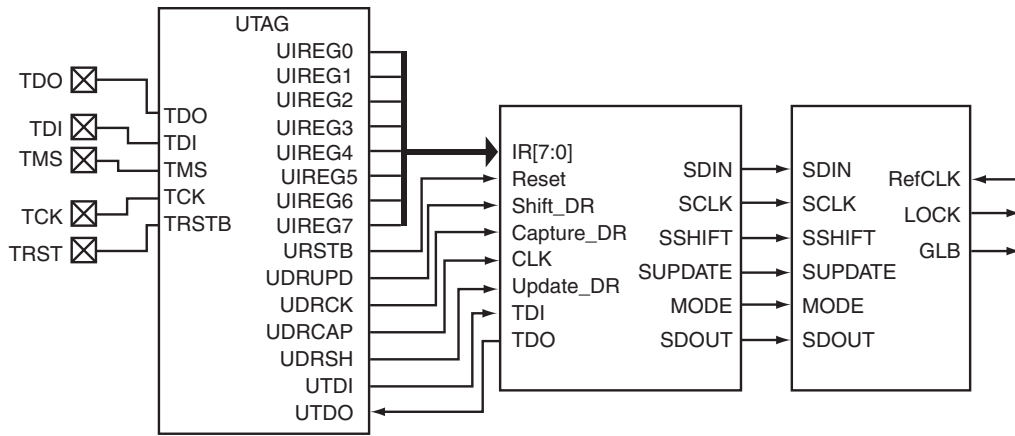 UTAG
TDO
TDI
TMS
TCK
TRST
TDO
TDI
TMS
TCK
TRSTB
UIREG0
UIREG1
UIREG2
UIREG3
UIREG4
UIREG5
UIREG6
UIREG7
URSTB
UDRUPD
UDRCK
UDRCAP
UDRSH
UTDI
UTDO
IR[7:0]
Reset
Shift_DR
Capture_DR
CLK
Update_DR
TDI
TDO
SDIN
SCLK
SSHIFT
SUPDATE
MODE
SDOUT
SDIN
SCLK
SSHIFT
SUPDATE
MODE
SDOUT
RefCLK
LOCK
GLB